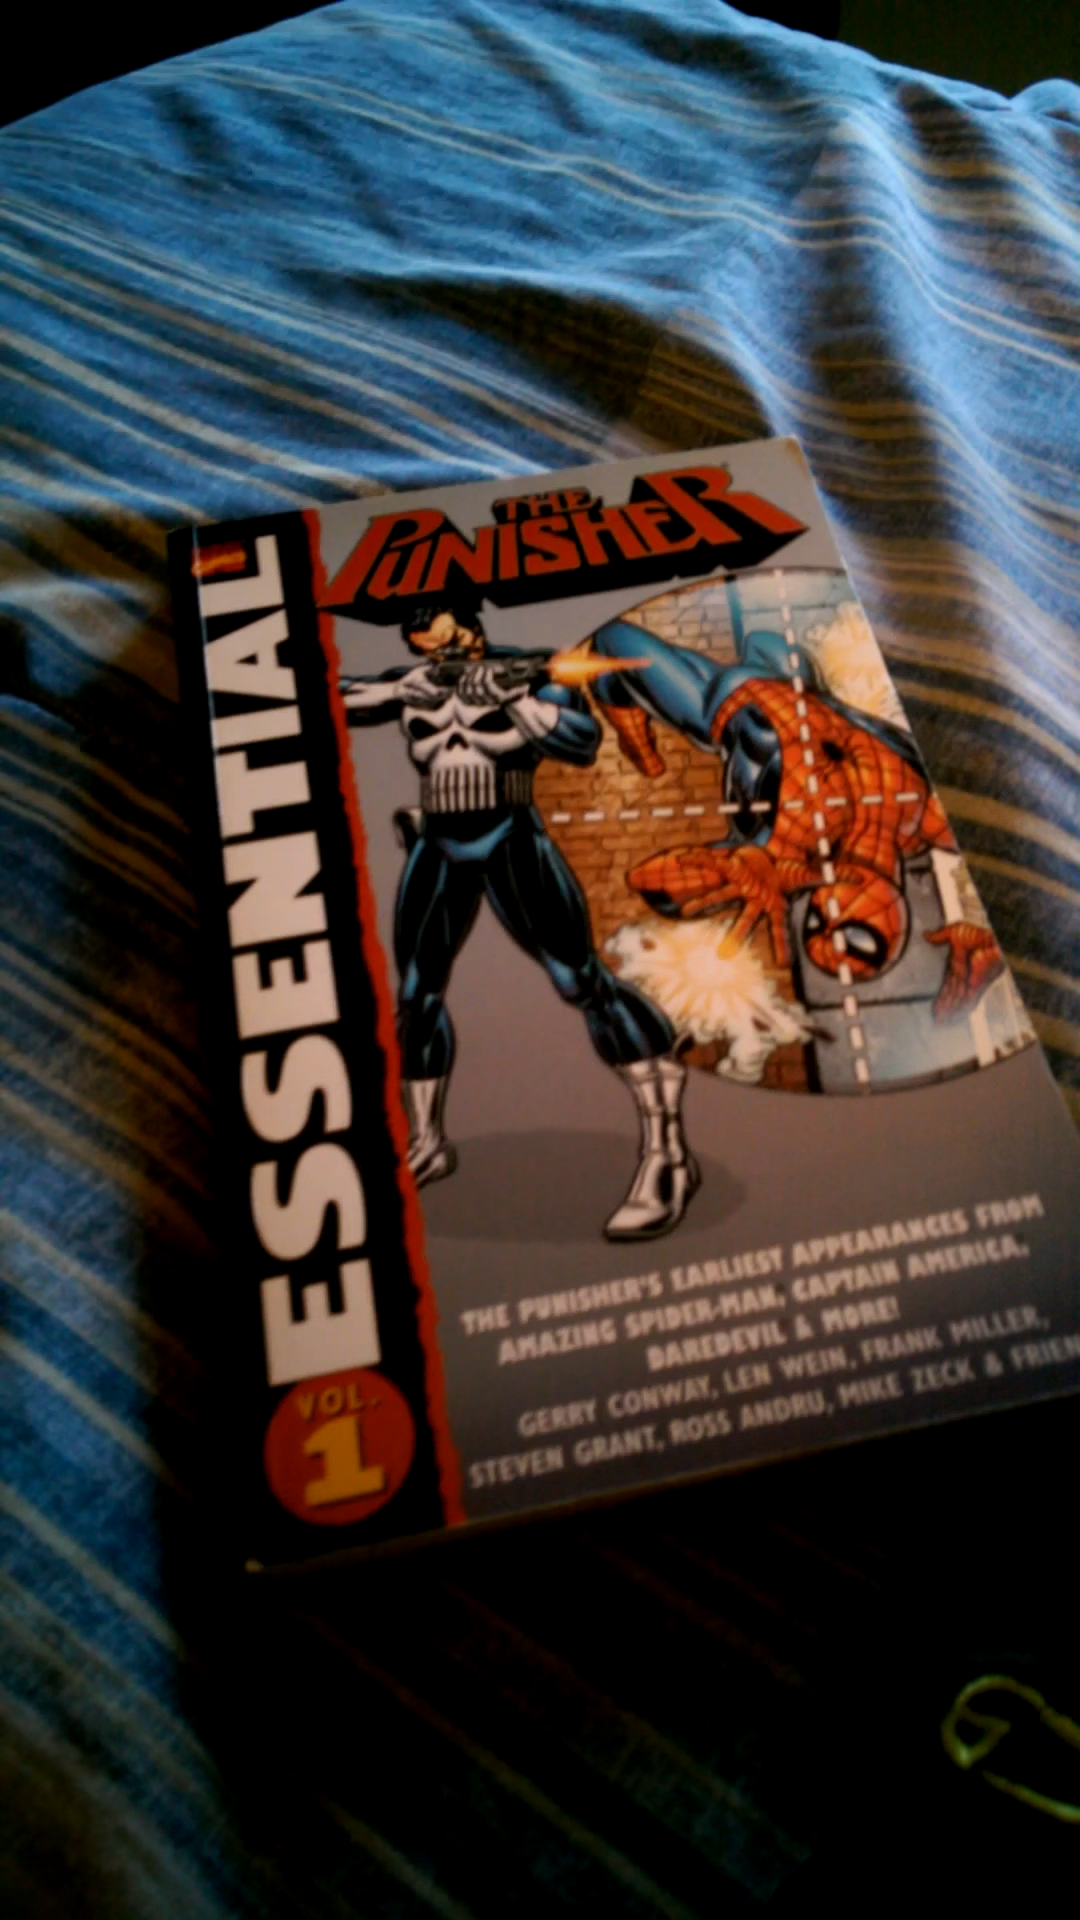 THE
PUNISHER
ESSENTIAL
VOL.
1
THE PUNISHER'S EARLIEST APPEARANCES FROM
AMAZING SPIDER-MAN, CAPTAIN AMERICA,
DAREDEVIL & MORE!
GERRY CONWAY, LEN WEIN, FRANK MILLER,
STEVEN GRANT, ROSS ANDRU, MIKE ZECK & FRIEN